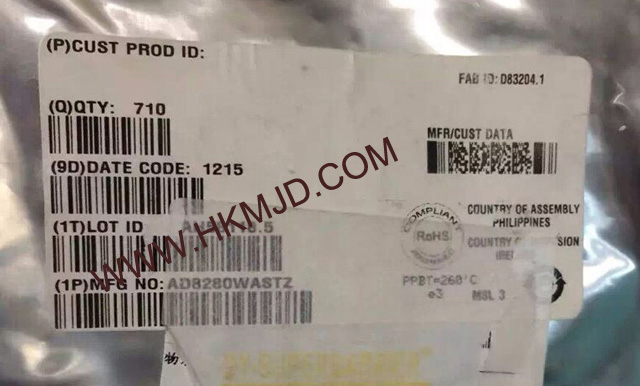 (P)CUST PROD ID:
FAB ID: D83204.1
(Q)QTY: 710
MFR/CUST DATA
(9D)DATE CODE: 1215
WWW.HKMJD.COM
COUNTRY OF ASSEMBLY
PHILIPPINES
(1T)LOT ID
COMPLIANT
RoHS
COUNTRY
(1P)MFG NO: AD8280WASTZ
PPBT=260°C
e3 MSL 3
物